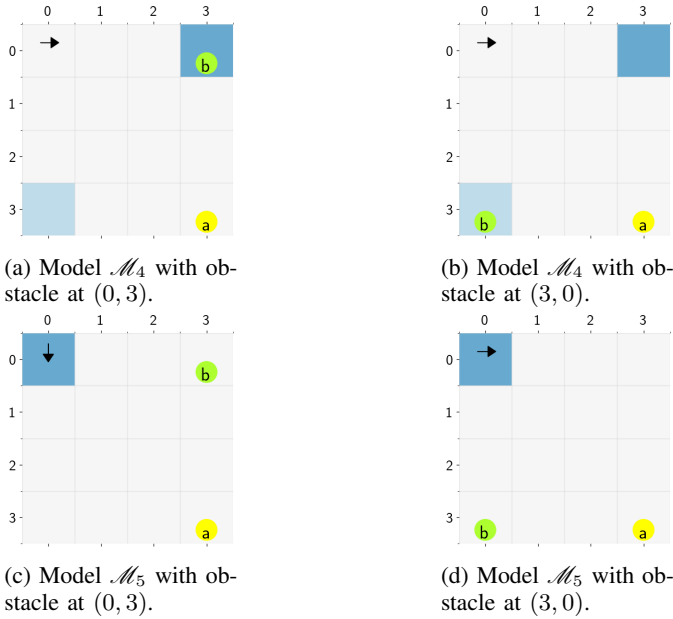 0 1 2 3
0 b
1
2
3 a
(a) Model ℳ4 with ob-
stacle at (0, 3).
0 1 2 3
0
1
2
3 b a
(b) Model ℳ4 with ob-
stacle at (3, 0).
0 1 2 3
0 b
1
2
3 a
(c) Model ℳ5 with ob-
stacle at (0, 3).
0 1 2 3
0
1
2
3 b a
(d) Model ℳ5 with ob-
stacle at (3, 0).